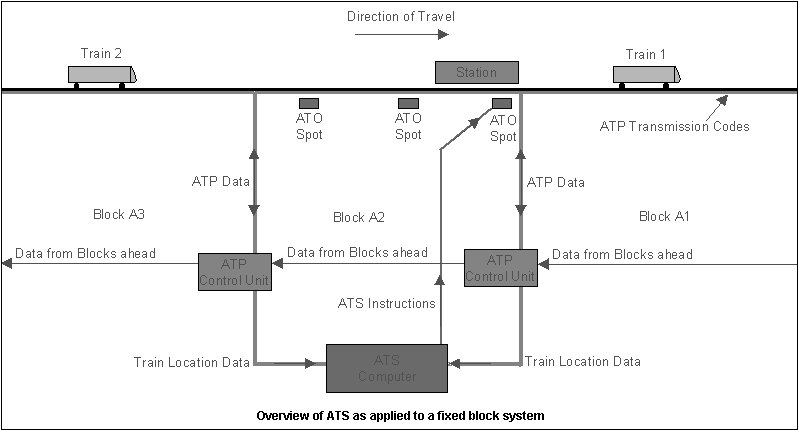 Direction of Travel
Train 2
Station
Train 1
ATO
Spot
ATO
Spot
ATO
Spot
ATP Transmission Codes
ATP Data
ATP Data
Block A3
Block A2
Block A1
Data from Blocks ahead
Data from Blocks ahead
Data from Blocks ahead
ATP
Control Unit
ATP
Control Unit
ATS Instructions
Train Location Data
ATS
Computer
Train Location Data
Overview of ATS as applied to a fixed block system